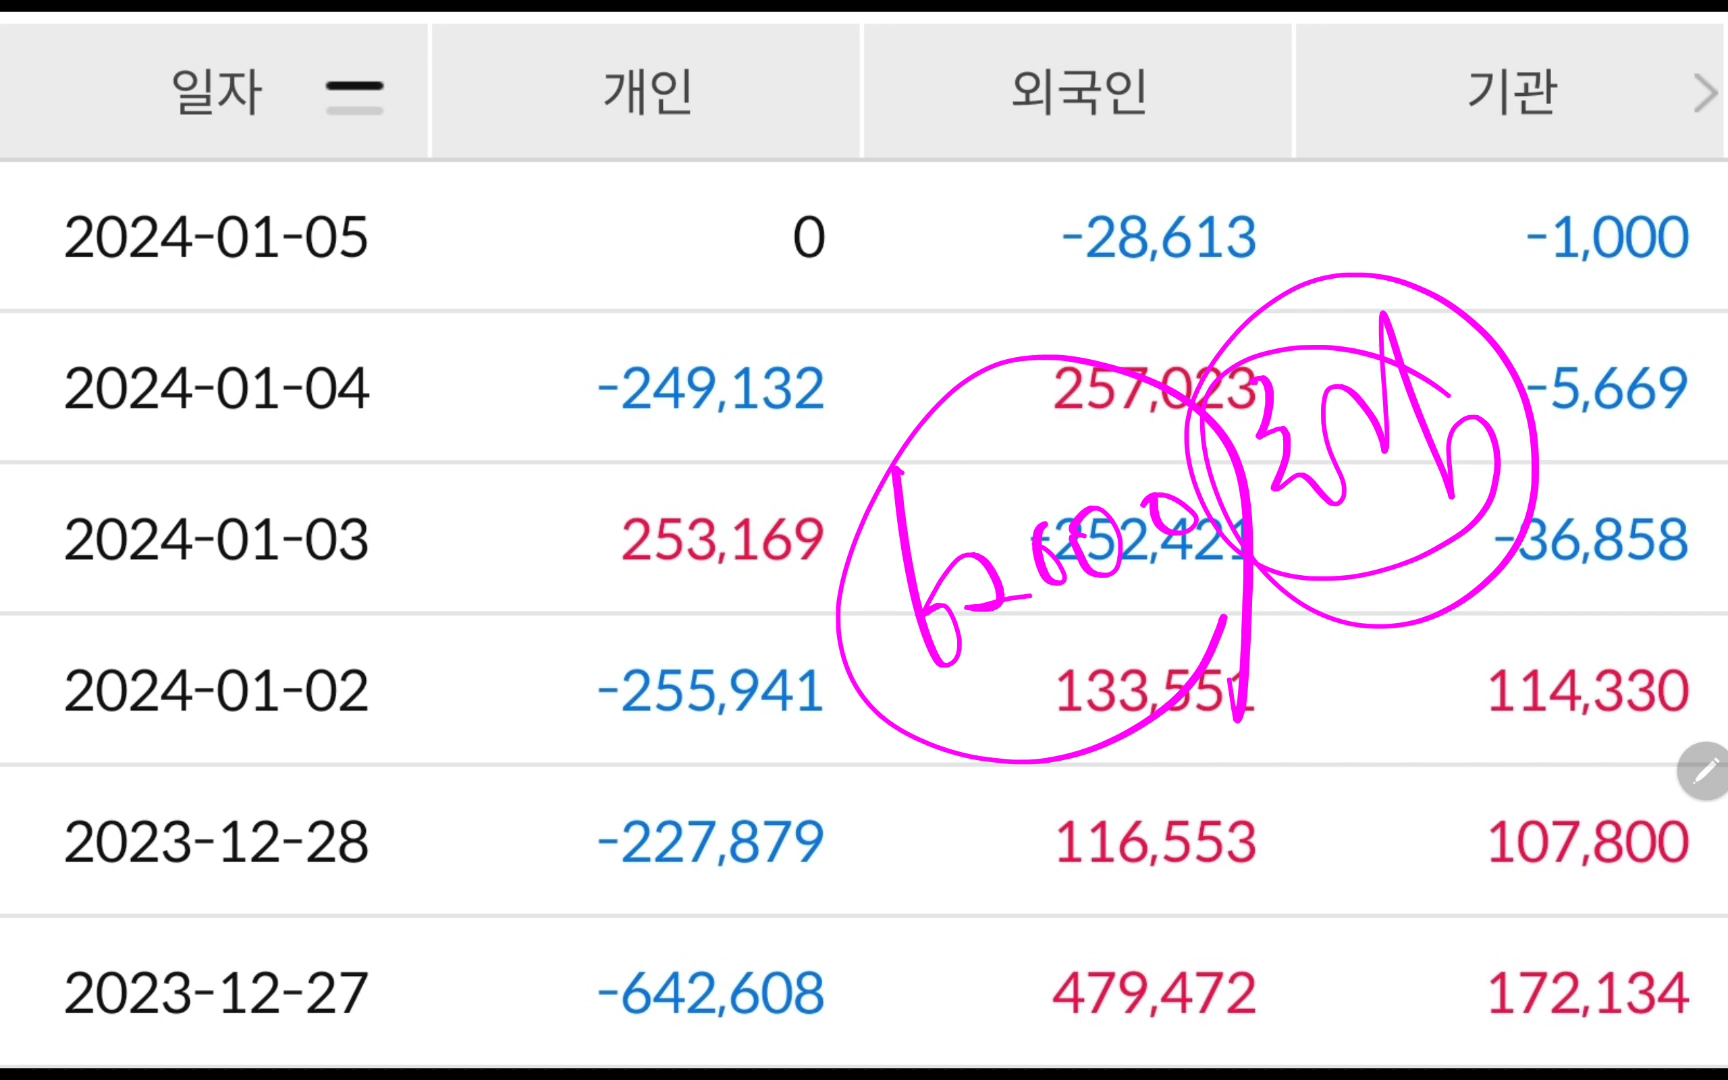 일자 개인 외국인 기관
2024-01-05 0 -28,613 -1,000
2024-01-04 -249,132 257,023 -5,669
2024-01-03 253,169 -252,421 -36,858
2024-01-02 -255,941 133,551 114,330
2023-12-28 -227,879 116,553 107,800
2023-12-27 -642,608 479,472 172,134